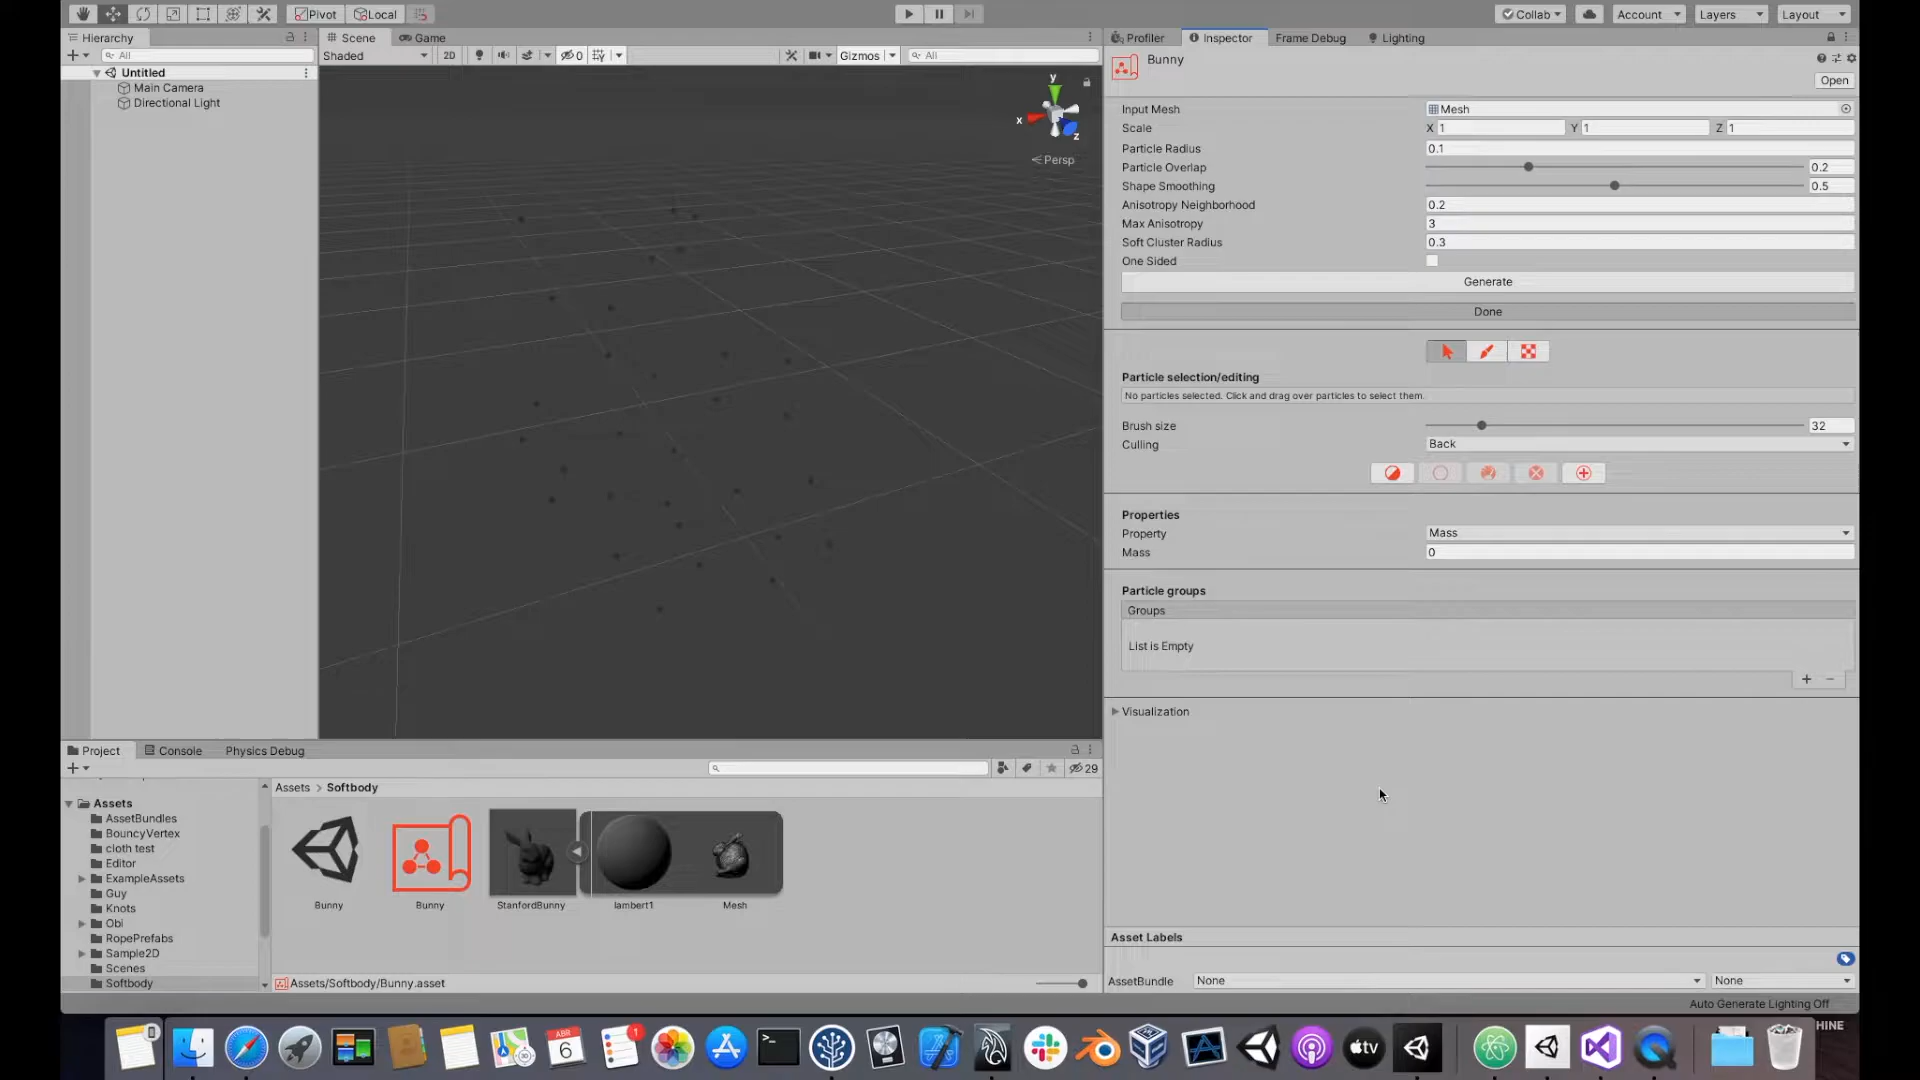 Pivot Local Collab Account Layers Layout
Hierarchy
All
Untitled
Main Camera
Directional Light
Scene Game
Shaded 2D 0 Gizmos All
y
x
z
Persp
Profiler Inspector Frame Debug Lighting
Bunny
Open
Input Mesh Mesh
Scale X 1 Y 1 Z 1
Particle Radius 0.1
Particle Overlap 0.2
Shape Smoothing 0.5
Anisotropy Neighborhood 0.2
Max Anisotropy 3
Soft Cluster Radius 0.3
One Sided
Generate
Done
Particle selection/editing
No particles selected. Click and drag over particles to select them.
Brush size 32
Culling Back
Properties
Property Mass
Mass 0
Particle groups
Groups
List is Empty
+ −
Visualization
Asset Labels
AssetBundle None None
Auto Generate Lighting Off
Project Console Physics Debug
29
Assets
AssetBundles
BouncyVertex
cloth test
Editor
ExampleAssets
Guy
Knots
Obi
RopePrefabs
Sample2D
Scenes
Softbody
Assets > Softbody
Bunny Bunny StanfordBunny lambert1 Mesh
Assets/Softbody/Bunny.asset
ABR
6
1
tv
HINE